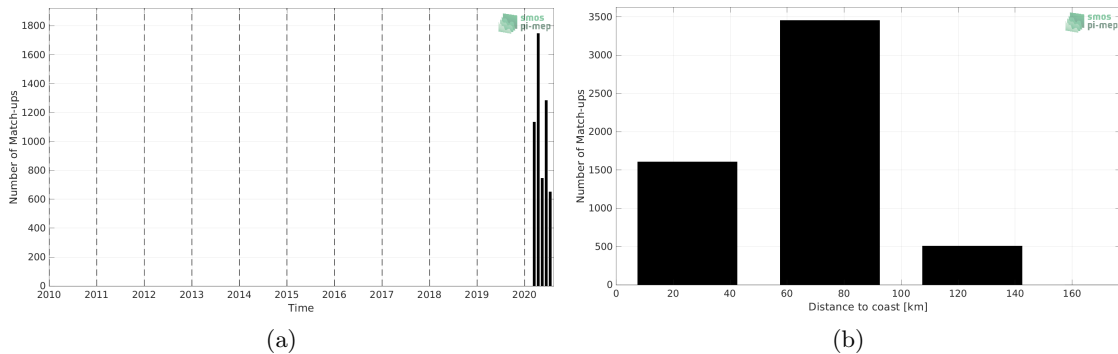 smos
pi-mep
1800
1600
1400
1200
1000
800
600
400
200
0
Number of Match-ups
2010 2011 2012 2013 2014 2015 2016 2017 2018 2019 2020
Time
(a)
smos
pi-mep
3500
3000
2500
2000
1500
1000
500
0
Number of Match-ups
0 20 40 60 80 100 120 140 160
Distance to coast [km]
(b)